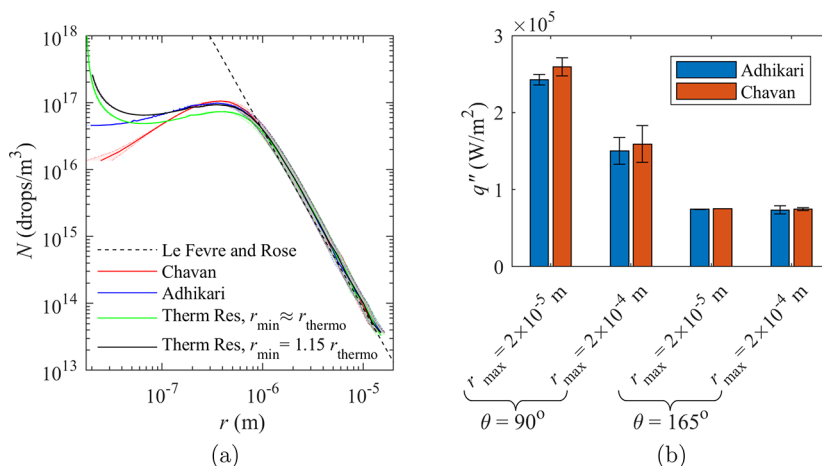 10^18
10^17
10^16
10^15
10^14
10^13
N (drops/m^3)
Le Fevre and Rose
Chavan
Adhikari
Therm Res, r_min ≈ r_thermo
Therm Res, r_min = 1.15 r_thermo
10^-7
10^-6
10^-5
r (m)
(a)
×10^5
3
2
1
0
q″ (W/m^2)
Adhikari
Chavan
r_max = 2×10^-5 m
r_max = 2×10^-4 m
r_max = 2×10^-5 m
r_max = 2×10^-4 m
θ = 90°
θ = 165°
(b)